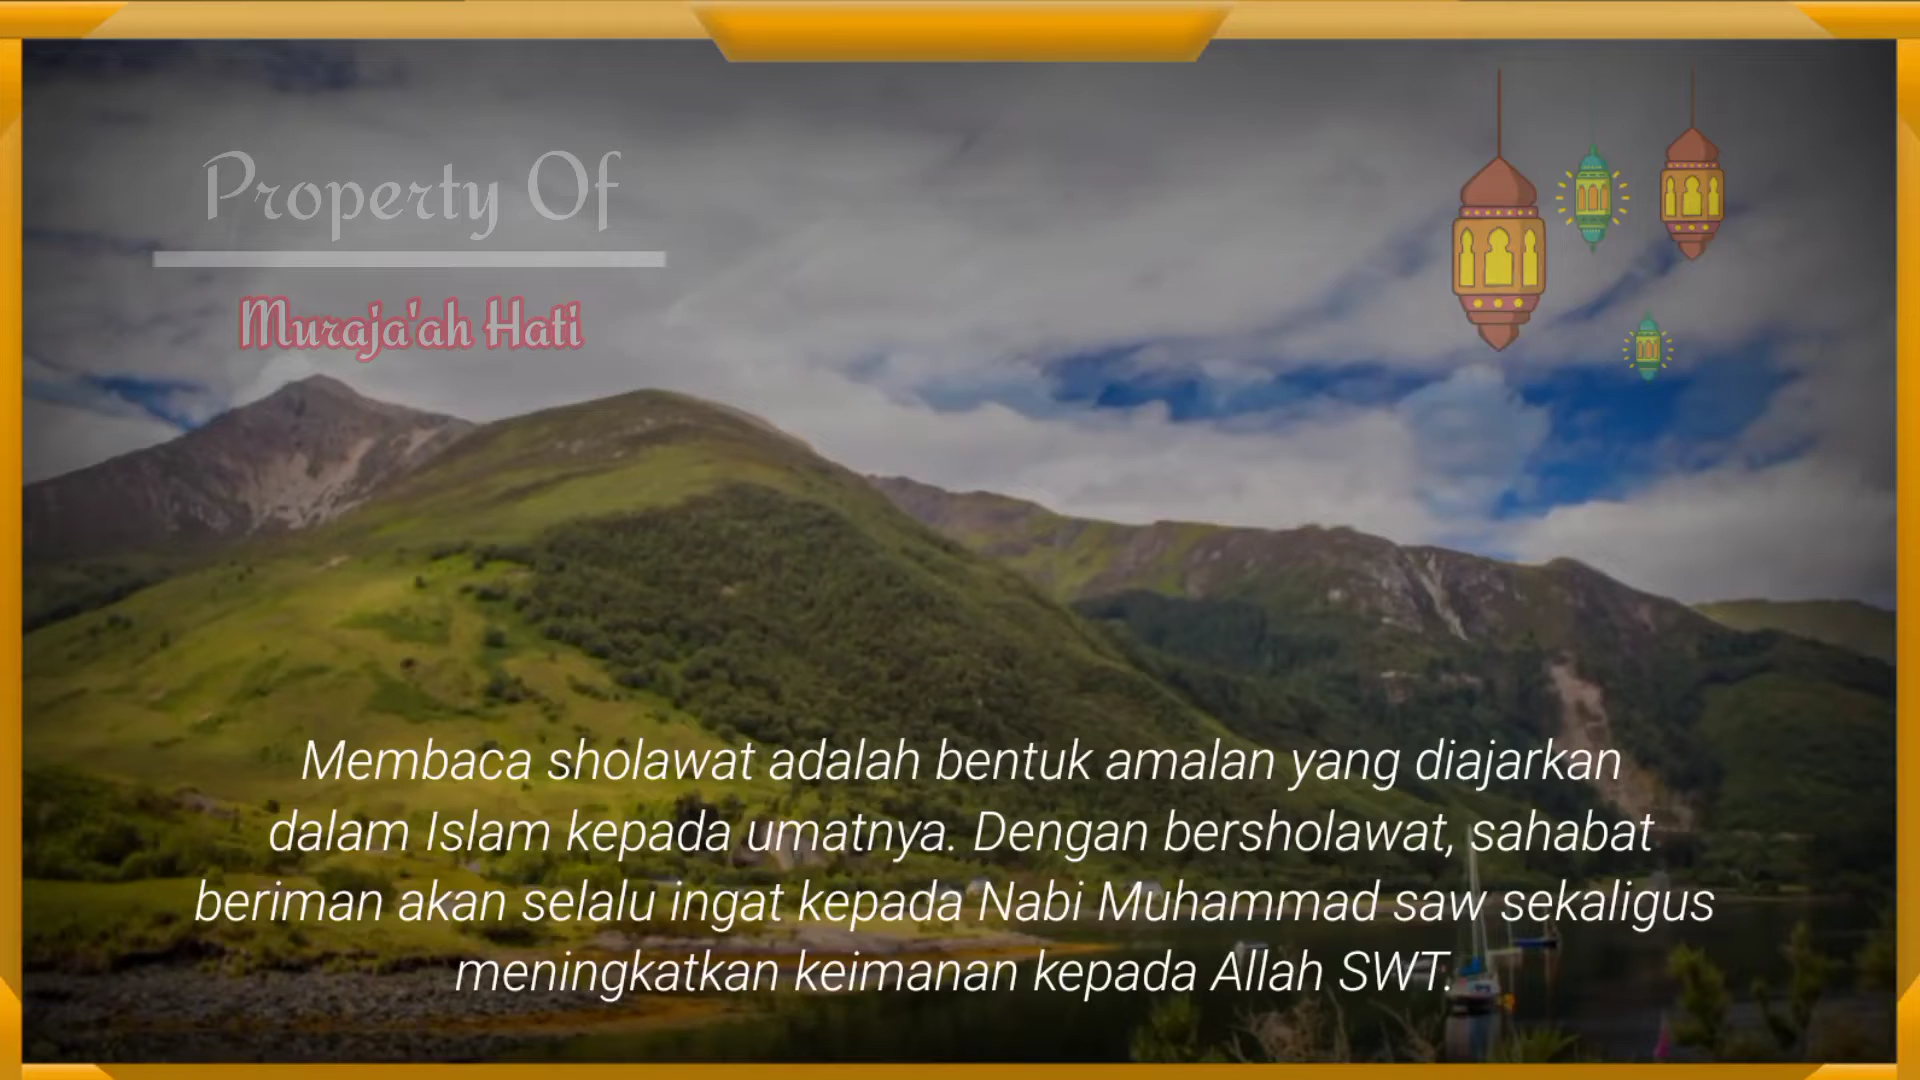 Property Of
Muraja'ah Hati
Membaca sholawat adalah bentuk amalan yang diajarkan
dalam Islam kepada umatnya. Dengan bersholawat, sahabat
beriman akan selalu ingat kepada Nabi Muhammad saw sekaligus
meningkatkan keimanan kepada Allah SWT.